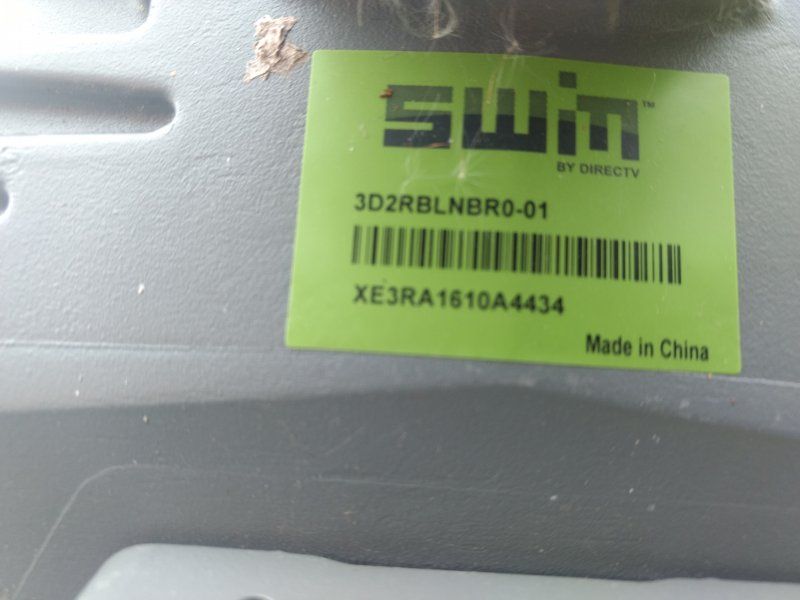 SWiM™
BY DIRECTV
3D2RBLNBR0-01
XE3RA1610A4434
Made in China